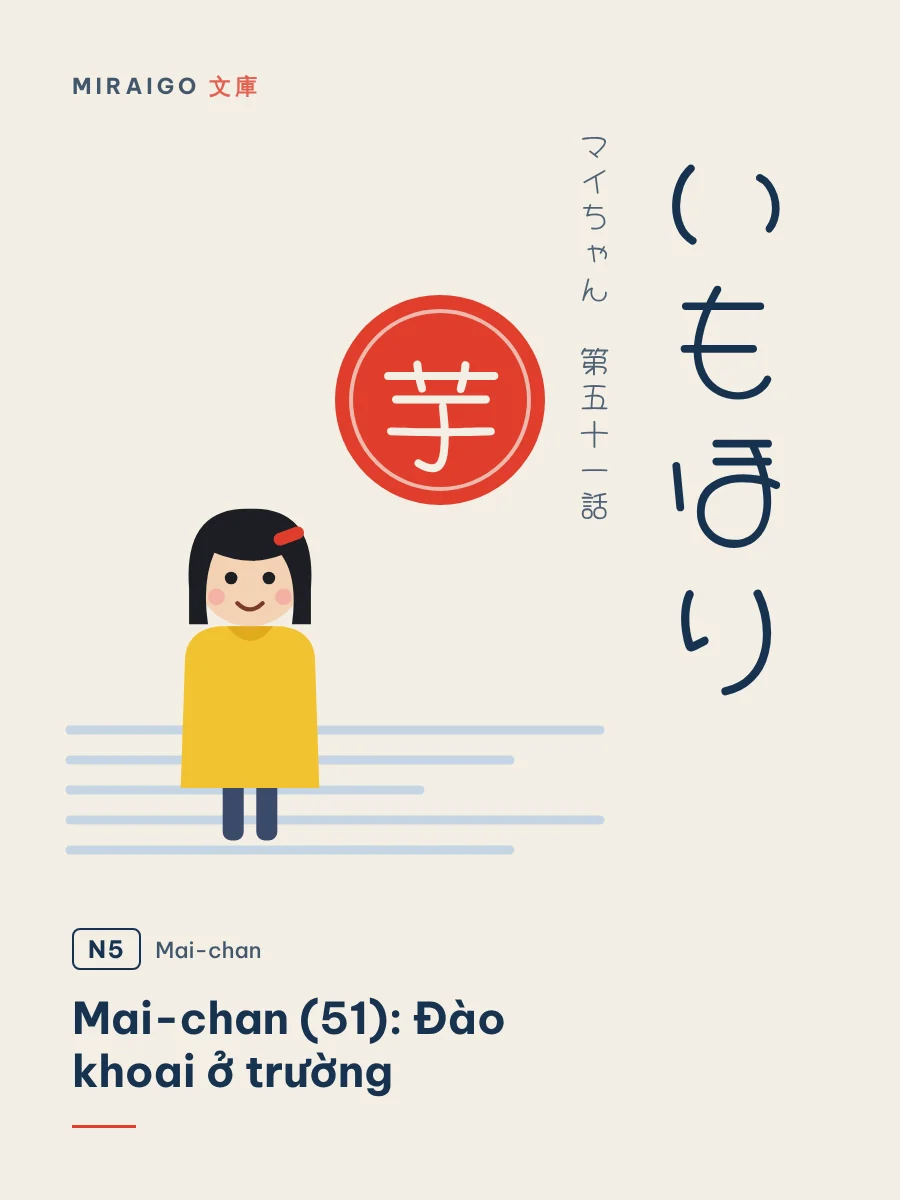 MIRAIGO 文庫
いもほり
マイちゃん 第五十一話
芋
N5 Mai-chan
Mai-chan (51): Đào
khoai ở trường